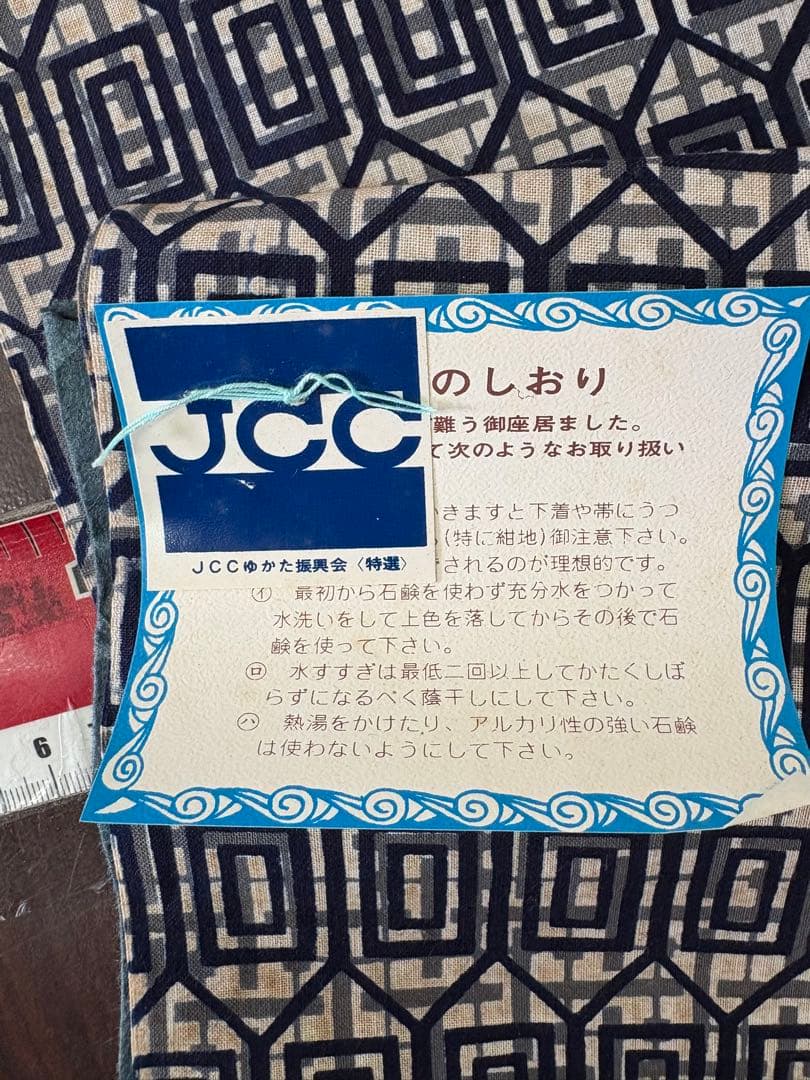 JCC
JCCゆかた振興会〈特選〉
のしおり
難う御座居ました。
て次のようなお取り扱い
きますと下着や帯にうつ
(特に紺地)御注意下さい。
されるのが理想的です。
㋑ 最初から石鹸を使わず充分水をつかって
水洗いをして上色を落してからその後で石
鹸を使って下さい。
㋺ 水すすぎは最低二回以上してかたくしぼ
らずになるべく蔭干しにして下さい。
㋩ 熱湯をかけたり、アルカリ性の強い石鹸
は使わないようにして下さい。
6